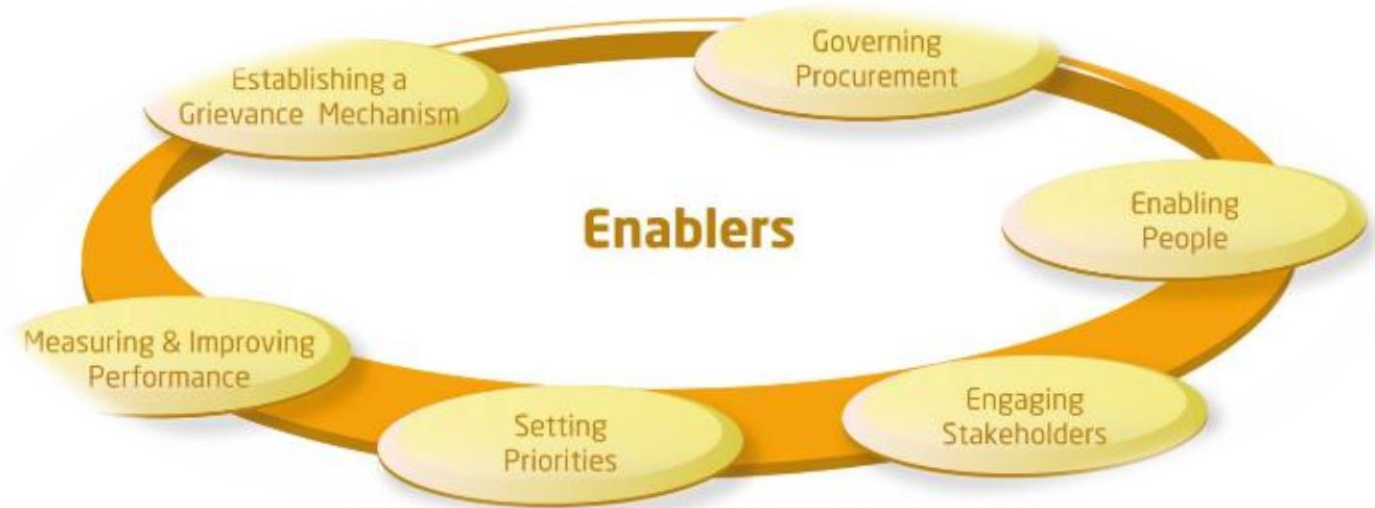 Governing
Procurement
Establishing a
Grievance Mechanism
Enablers
Enabling
People
Measuring & Improving
Performance
Engaging
Stakeholders
Setting
Priorities